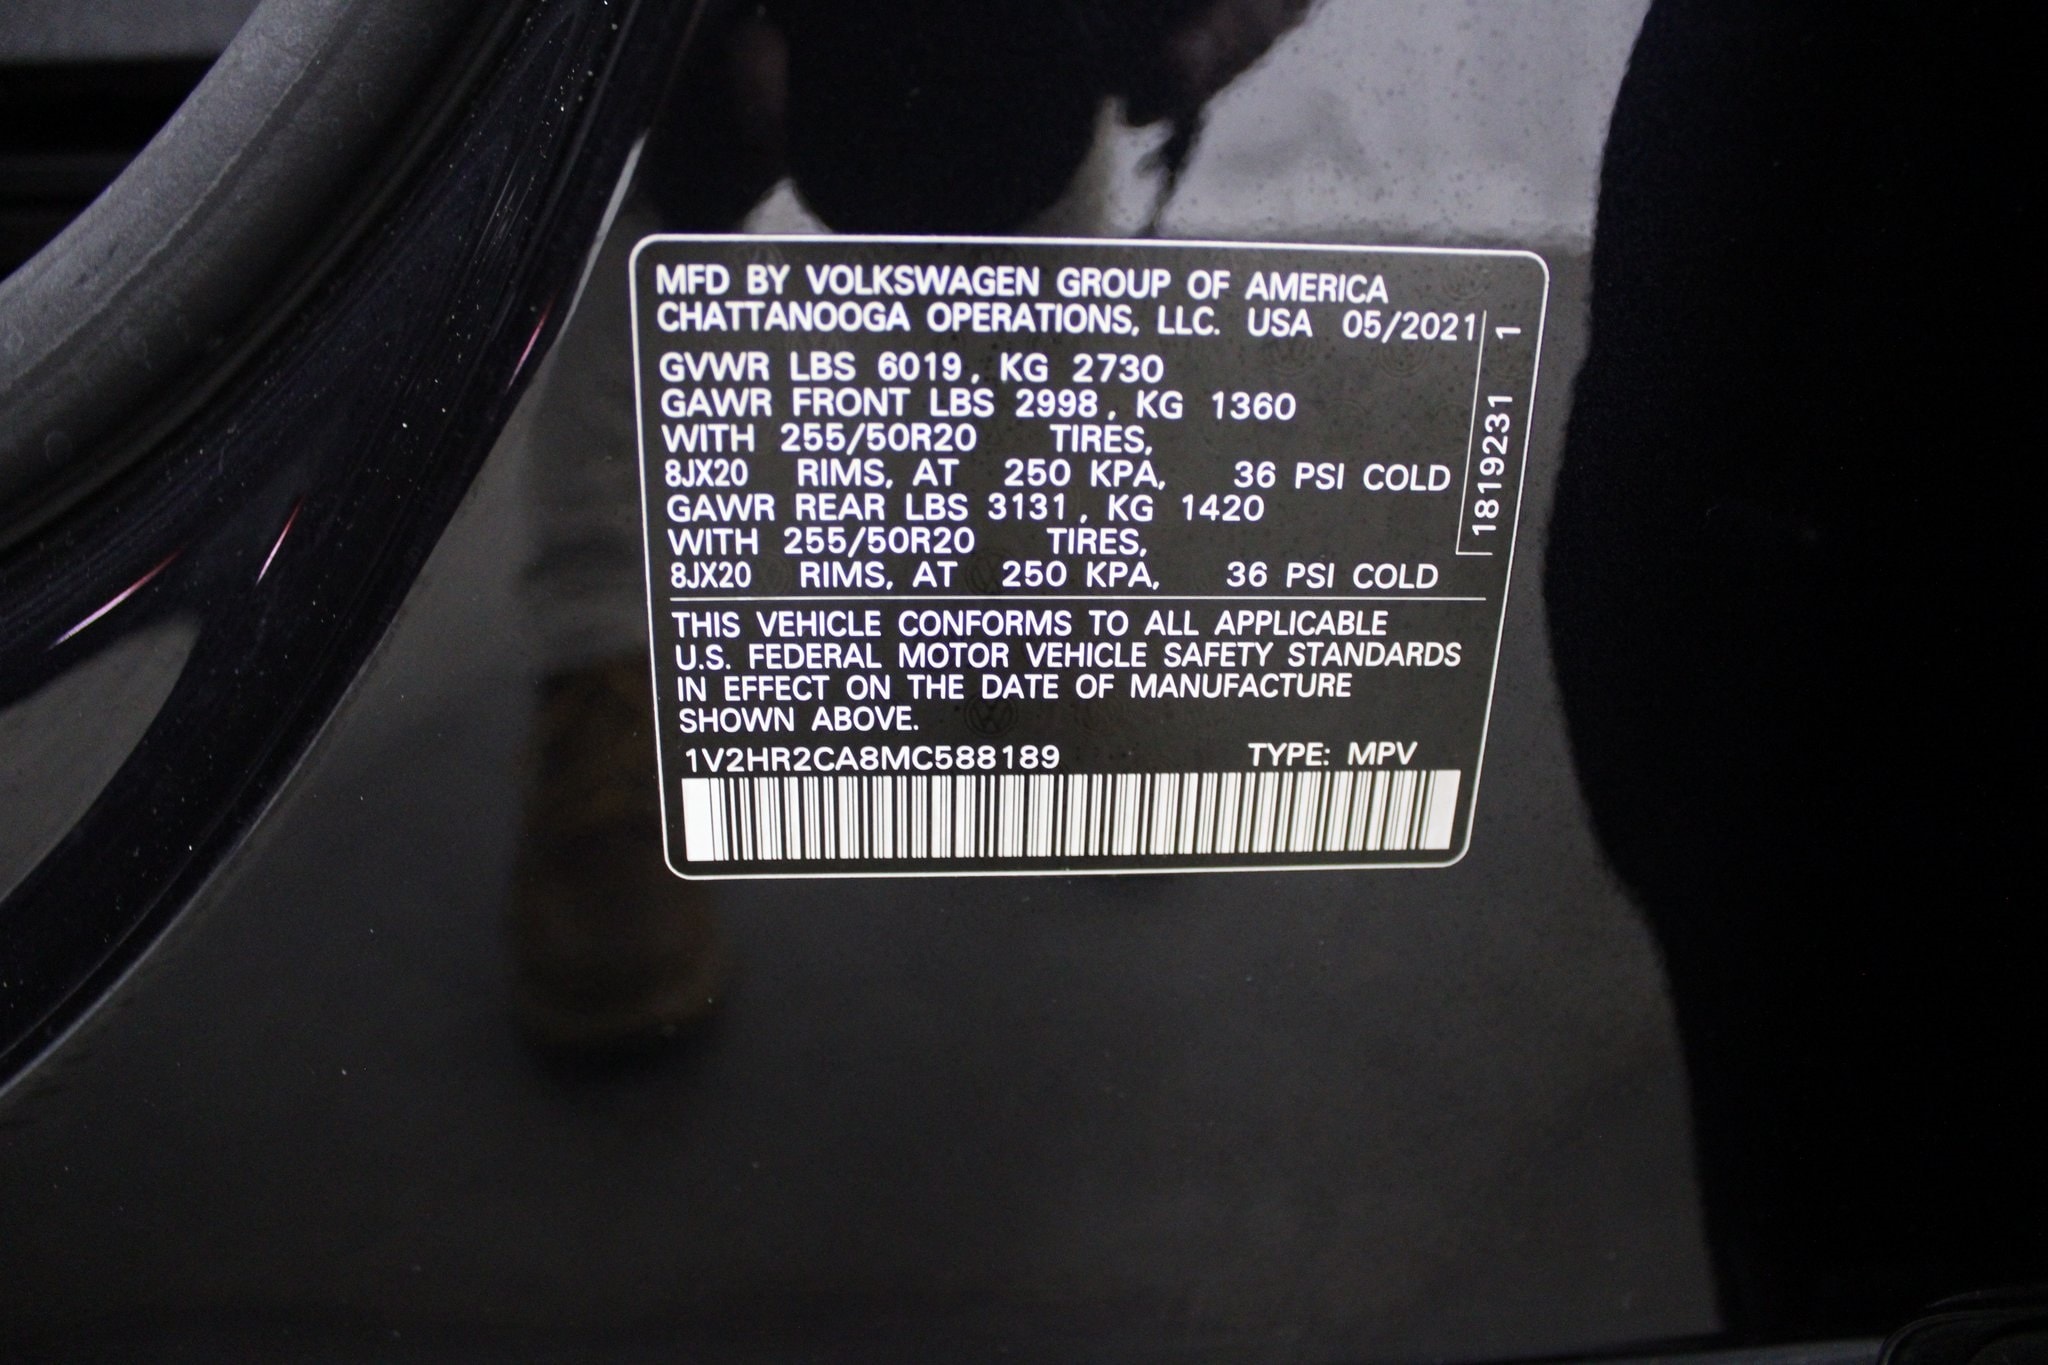 MFD BY VOLKSWAGEN GROUP OF AMERICA
CHATTANOOGA OPERATIONS, LLC. USA 05/2021
GVWR LBS 6019, KG 2730
GAWR FRONT LBS 2998, KG 1360
WITH 255/50R20 TIRES,
8JX20 RIMS, AT 250 KPA, 36 PSI COLD
GAWR REAR LBS 3131, KG 1420
WITH 255/50R20 TIRES,
8JX20 RIMS, AT 250 KPA, 36 PSI COLD
1819231 1
THIS VEHICLE CONFORMS TO ALL APPLICABLE
U.S. FEDERAL MOTOR VEHICLE SAFETY STANDARDS
IN EFFECT ON THE DATE OF MANUFACTURE
SHOWN ABOVE.
1V2HR2CA8MC588189 TYPE: MPV